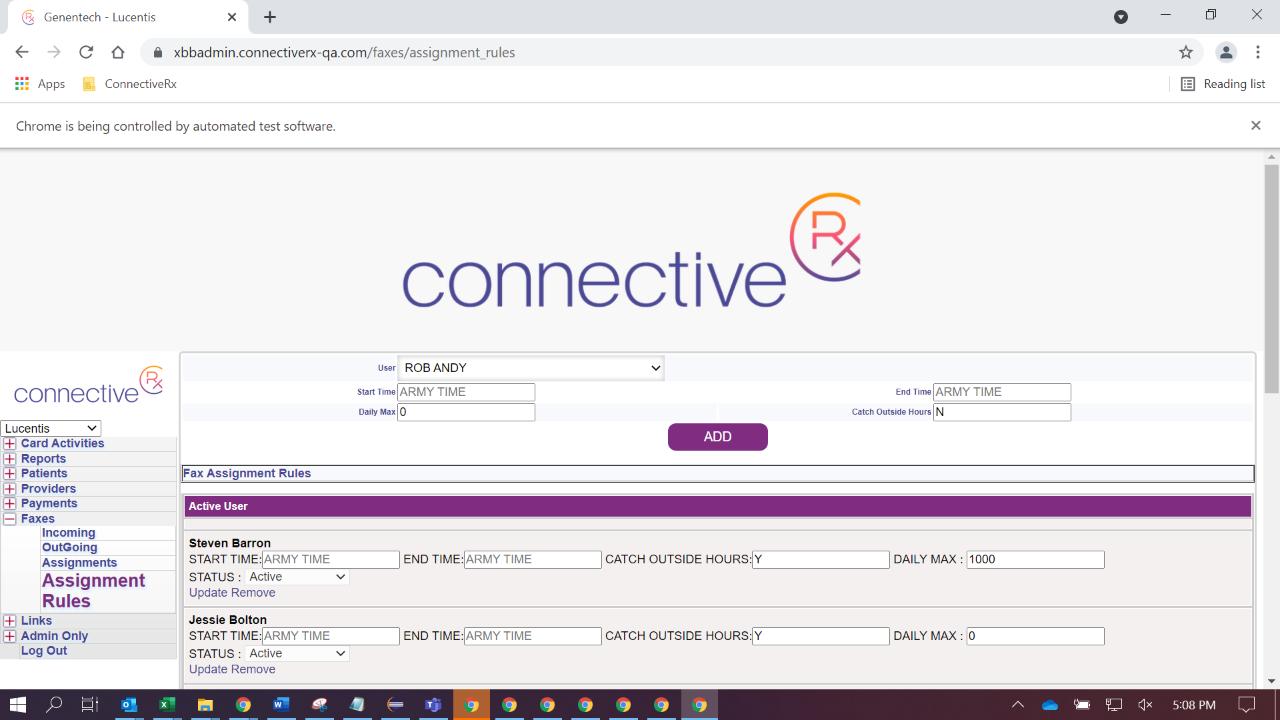 Genentech - Lucentis
xbbadmin.connectiverx-qa.com/faxes/assignment_rules
Apps
ConnectiveRx
Reading list
Chrome is being controlled by automated test software.
connective Rx
connective Rx
Lucentis
Card Activities
Reports
Patients
Providers
Payments
Faxes
Incoming
OutGoing
Assignments
Assignment
Rules
Links
Admin Only
Log Out
User ROB ANDY
Start Time ARMY TIME End Time ARMY TIME
Daily Max 0 Catch Outside Hours N
ADD
Fax Assignment Rules
Active User
Steven Barron
START TIME: ARMY TIME END TIME: ARMY TIME CATCH OUTSIDE HOURS: Y DAILY MAX : 1000
STATUS : Active
Update Remove
Jessie Bolton
START TIME: ARMY TIME END TIME: ARMY TIME CATCH OUTSIDE HOURS: Y DAILY MAX : 0
STATUS : Active
Update Remove
5:08 PM